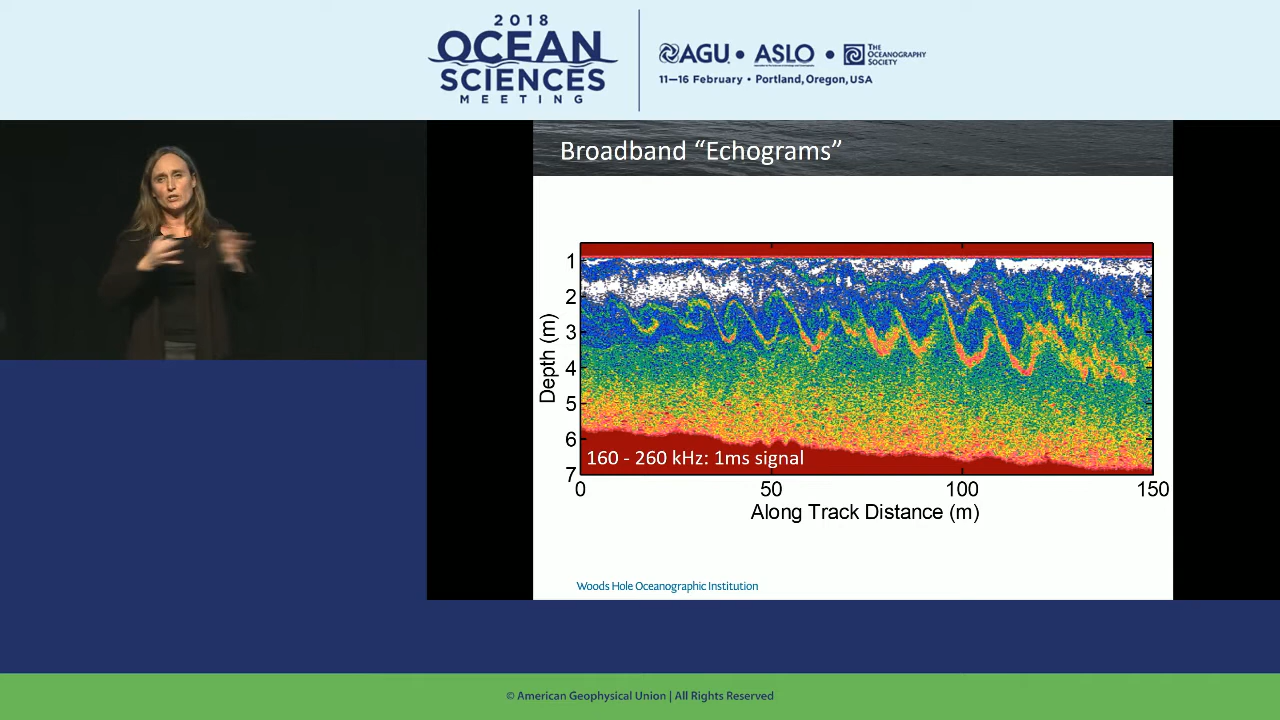 2018
OCEAN
SCIENCES
MEETING
AGU • ASLO • THE OCEANOGRAPHY SOCIETY
11–16 February • Portland, Oregon, USA
Broadband “Echograms”
Depth (m)
1
2
3
4
5
6
7
160 - 260 kHz: 1ms signal
0 50 100 150
Along Track Distance (m)
Woods Hole Oceanographic Institution
© American Geophysical Union | All Rights Reserved